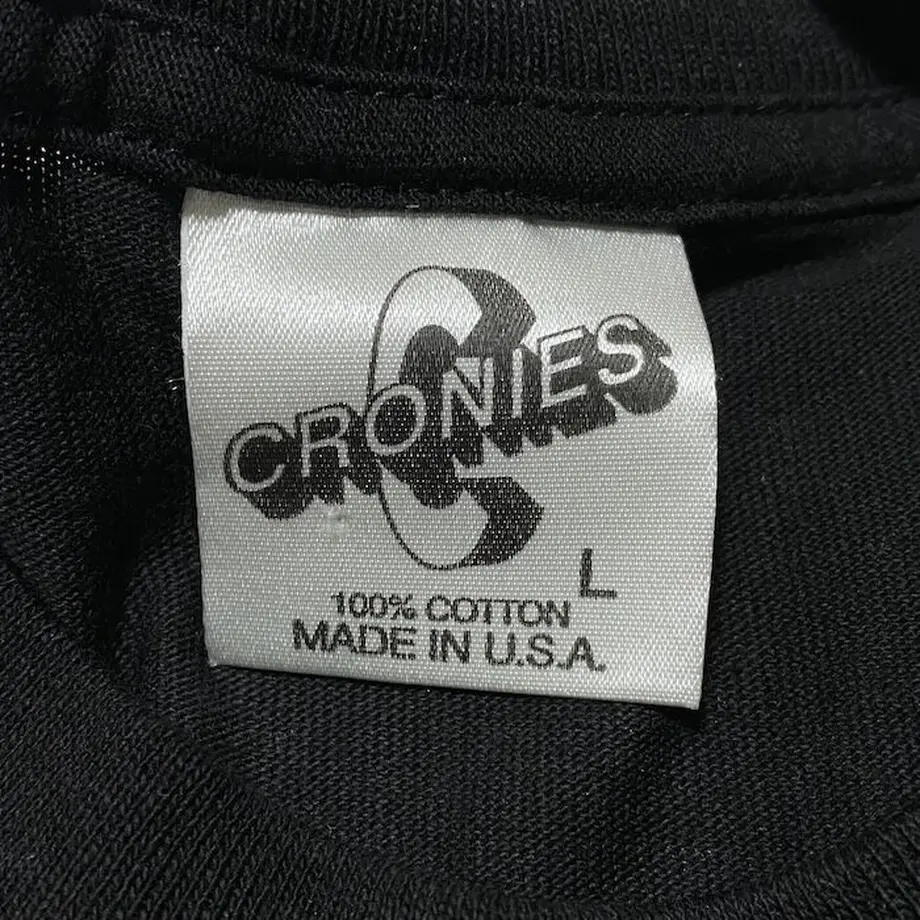 C
CRONIES
L
100% COTTON
MADE IN U.S.A.